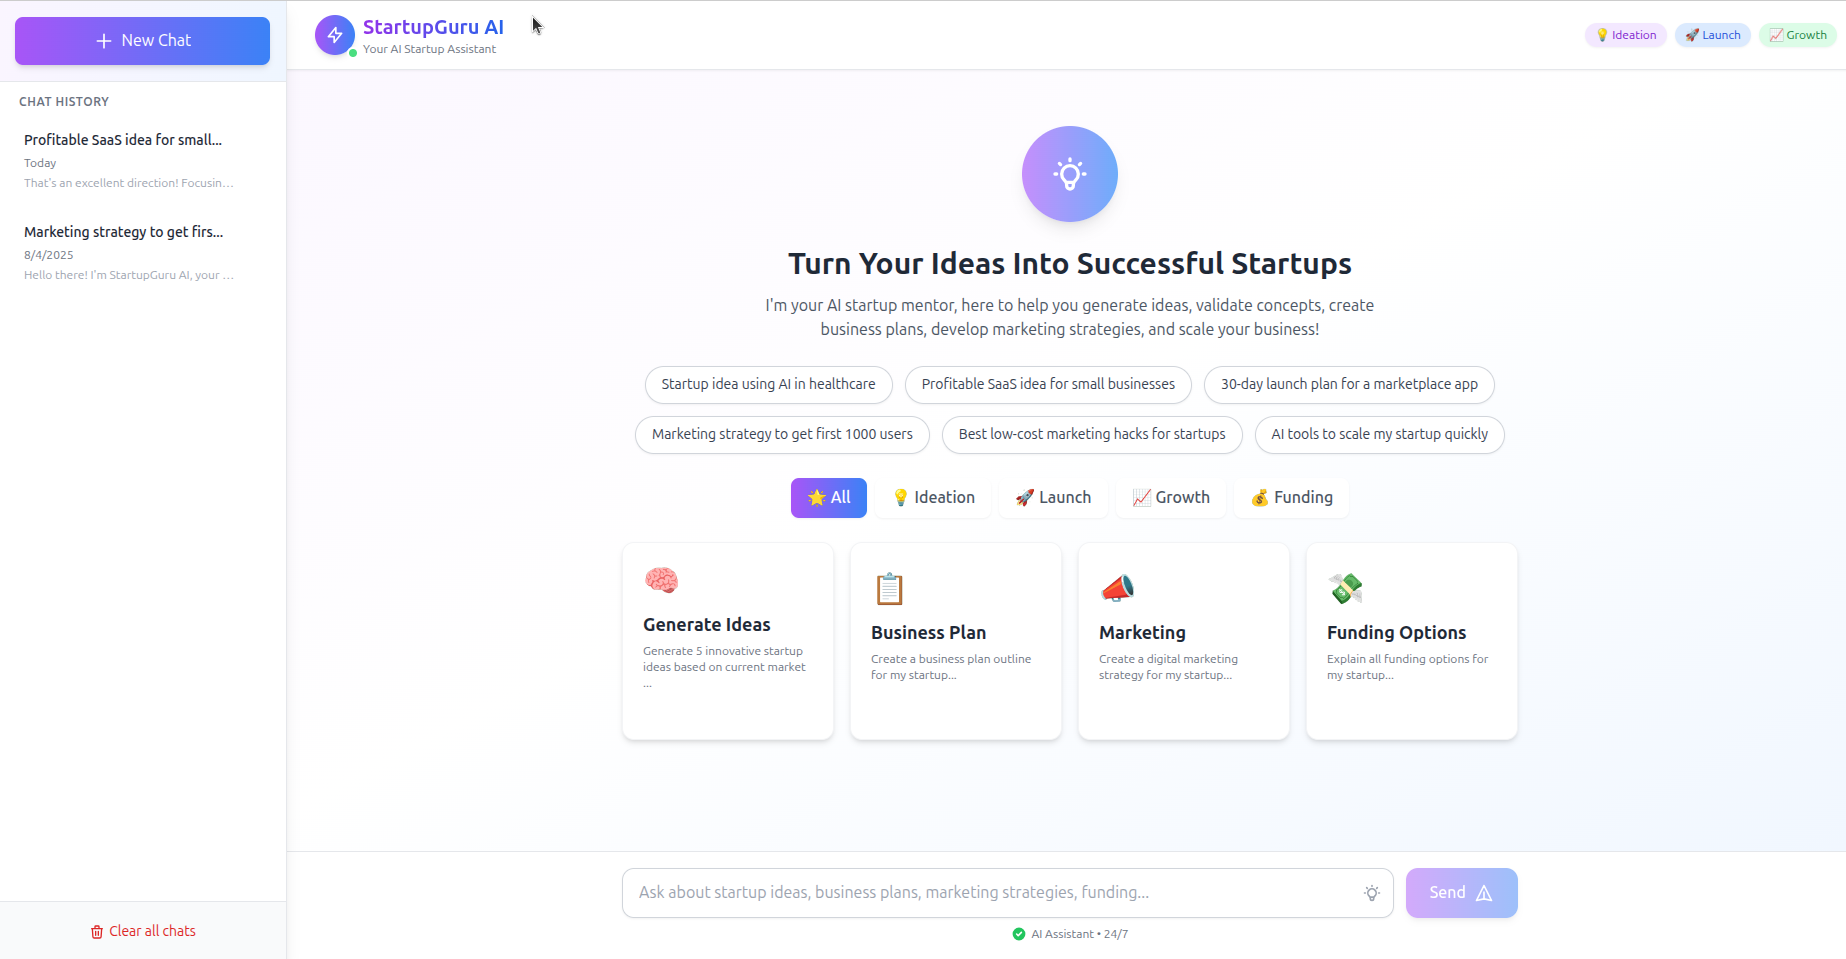 New Chat
CHAT HISTORY
Profitable SaaS idea for small...
Today
That's an excellent direction! Focusin...
Marketing strategy to get firs...
8/4/2025
Hello there! I'm StartupGuru AI, your ...
Clear all chats
StartupGuru AI
Your AI Startup Assistant
Ideation
Launch
Growth
Turn Your Ideas Into Successful Startups
I'm your AI startup mentor, here to help you generate ideas, validate concepts, create
business plans, develop marketing strategies, and scale your business!
Startup idea using AI in healthcare
Profitable SaaS idea for small businesses
30-day launch plan for a marketplace app
Marketing strategy to get first 1000 users
Best low-cost marketing hacks for startups
AI tools to scale my startup quickly
All
Ideation
Launch
Growth
Funding
Generate Ideas
Generate 5 innovative startup
ideas based on current market
...
Business Plan
Create a business plan outline
for my startup...
Marketing
Create a digital marketing
strategy for my startup...
Funding Options
Explain all funding options for
my startup...
Ask about startup ideas, business plans, marketing strategies, funding...
Send
AI Assistant • 24/7